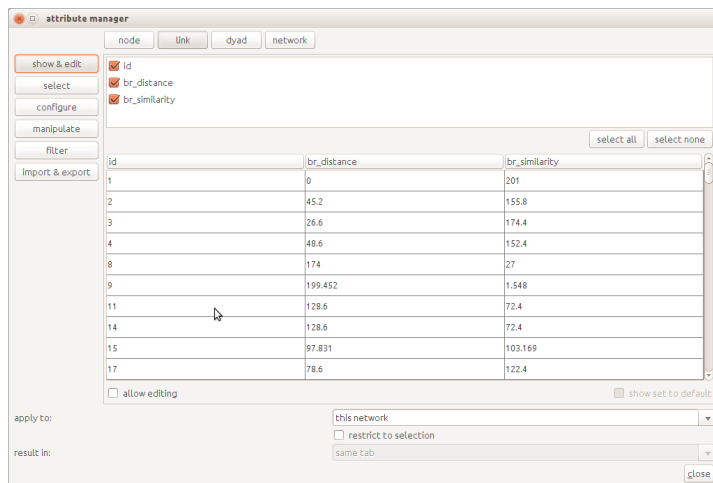 attribute manager
node link dyad network
show & edit
select
configure
manipulate
filter
import & export
id
br_distance
br_similarity
select all select none
id br_distance br_similarity
1 0 201
2 45.2 155.8
3 26.6 174.4
4 48.6 152.4
8 174 27
9 199.452 1.548
11 128.6 72.4
14 128.6 72.4
15 97.831 103.169
17 78.6 122.4
allow editing show set to default
apply to: this network
restrict to selection
result in: same tab
close